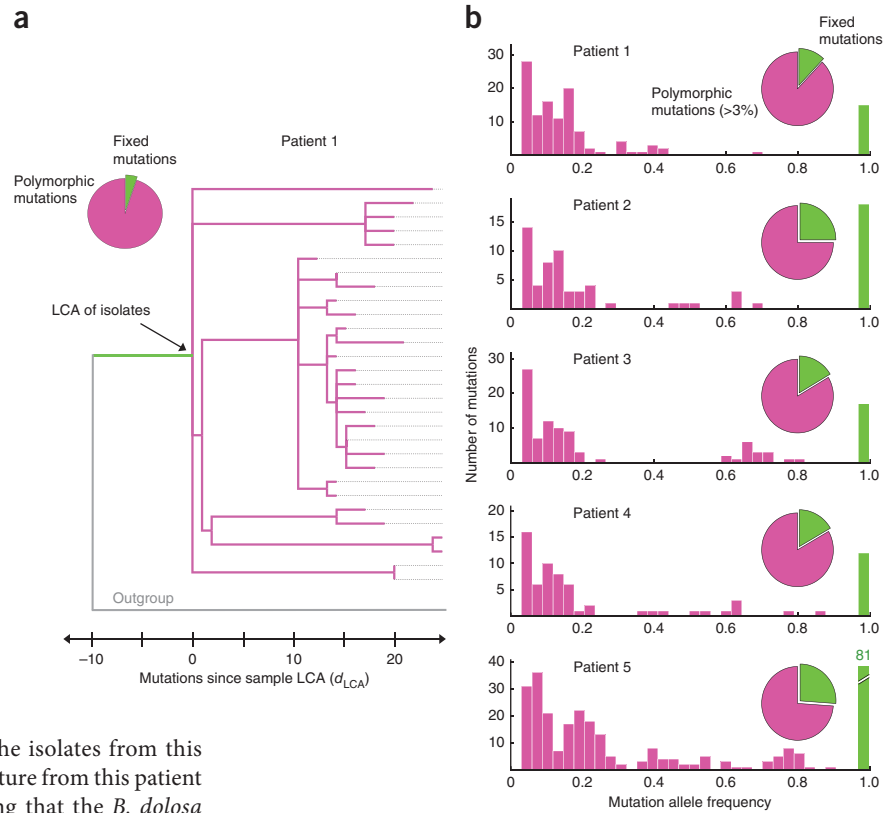 a
Patient 1
Fixed
mutations
Polymorphic
mutations
LCA of isolates
Outgroup
–10 0 10 20
Mutations since sample LCA (dLCA)
he isolates from this
ture from this patient
ng that the B. dolosa
b
Fixed
mutations
Patient 1
Polymorphic
mutations (>3%)
30
20
10
0 0.2 0.4 0.6 0.8 1.0
Patient 2
15
10
5
0 0.2 0.4 0.6 0.8 1.0
Patient 3
30
20
10
0 0.2 0.4 0.6 0.8 1.0
Number of mutations
Patient 4
20
15
10
5
0 0.2 0.4 0.6 0.8 1.0
Patient 5
81
40
30
20
10
0 0.2 0.4 0.6 0.8 1.0
Mutation allele frequency